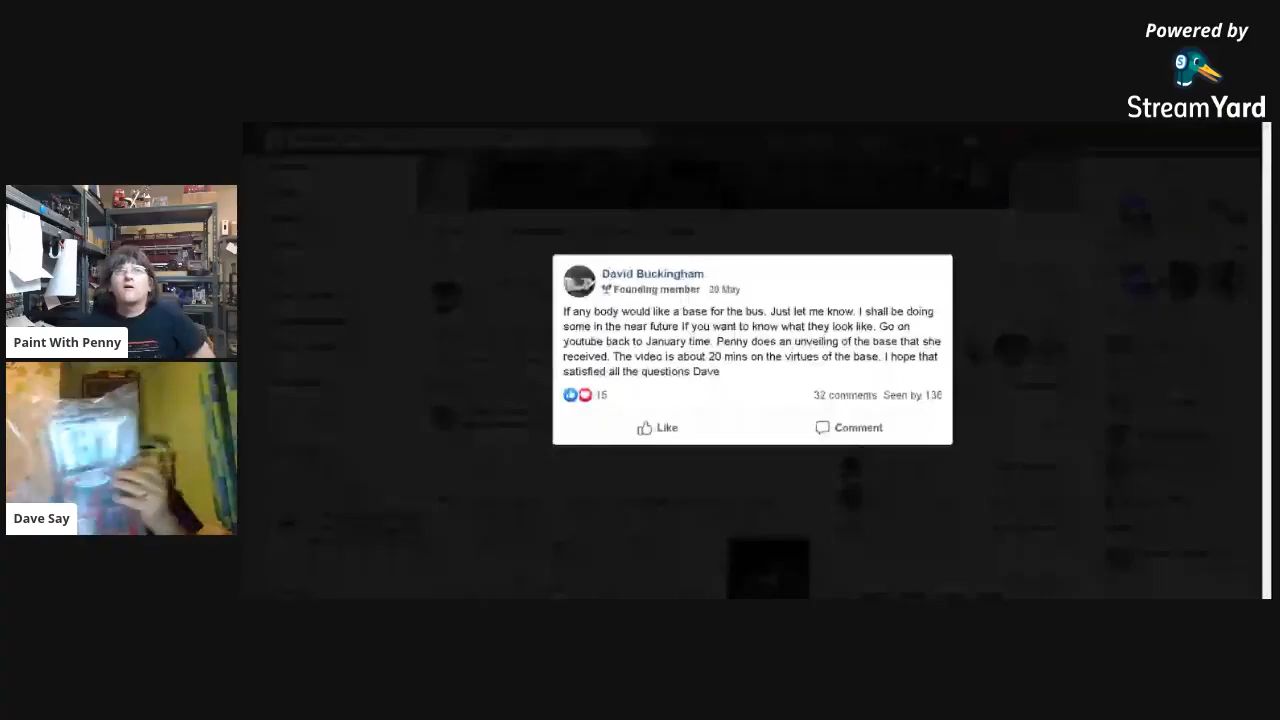 Powered by
StreamYard
David Buckingham
Founding member 20 May
If any body would like a base for the bus. Just let me know. I shall be doing
some in the near future if you want to know what they look like. Go on
youtube back to January time. Penny does an unveiling of the base that she
received. The video is about 20 mins on the virtues of the base. I hope that
satisfied all the questions Dave
15
32 comments Seen by 136
Like Comment
Paint With Penny
Dave Say